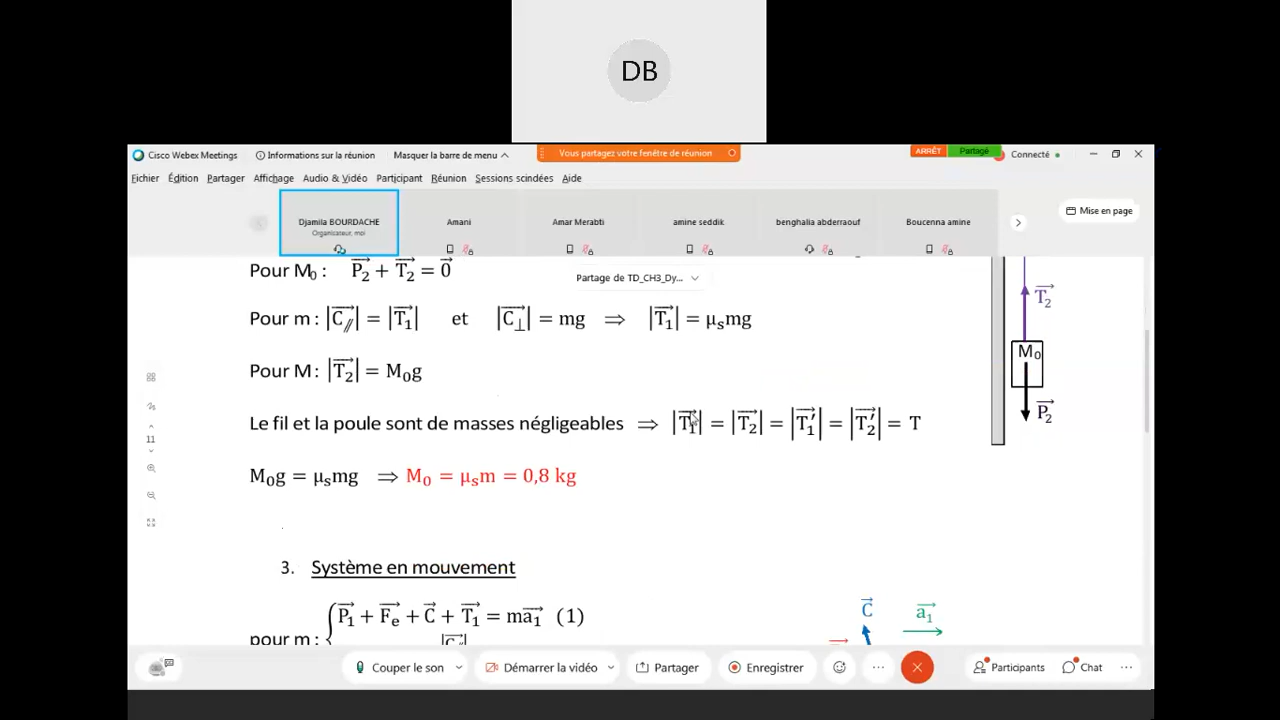 DB
Cisco Webex Meetings
Informations sur la réunion
Masquer la barre de menu
Vous partagez votre fenêtre de réunion
ARRÊT
Partagé
Connecté
Fichier Édition Partager Affichage Audio & Vidéo Participant Réunion Sessions scindées Aide
Djamila BOURDACHE
Organisateur, moi
Amani
Amar Merabti
amine seddik
benghalia abderraouf
Boucenna amine
Mise en page
Partage de TD_CH3_Dy...
Pour M₀ : P₂⃗ + T₂⃗ = 0⃗
Pour m : |C⫽⃗| = |T₁⃗| et |C⊥⃗| = mg ⇒ |T₁⃗| = μₛmg
Pour M : |T₂⃗| = M₀g
Le fil et la poule sont de masses négligeables ⇒ |T₁⃗| = |T₂⃗| = |T₁′⃗| = |T₂′⃗| = T
M₀g = μₛmg ⇒ M₀ = μₛm = 0,8 kg
T₂⃗
M₀
P₂⃗
11
3. Système en mouvement
P₁⃗ + Fₑ⃗ + C⃗ + T₁⃗ = ma₁⃗ (1)
pour m :
C⃗
a₁⃗
Couper le son
Démarrer la vidéo
Partager
Enregistrer
Participants
Chat